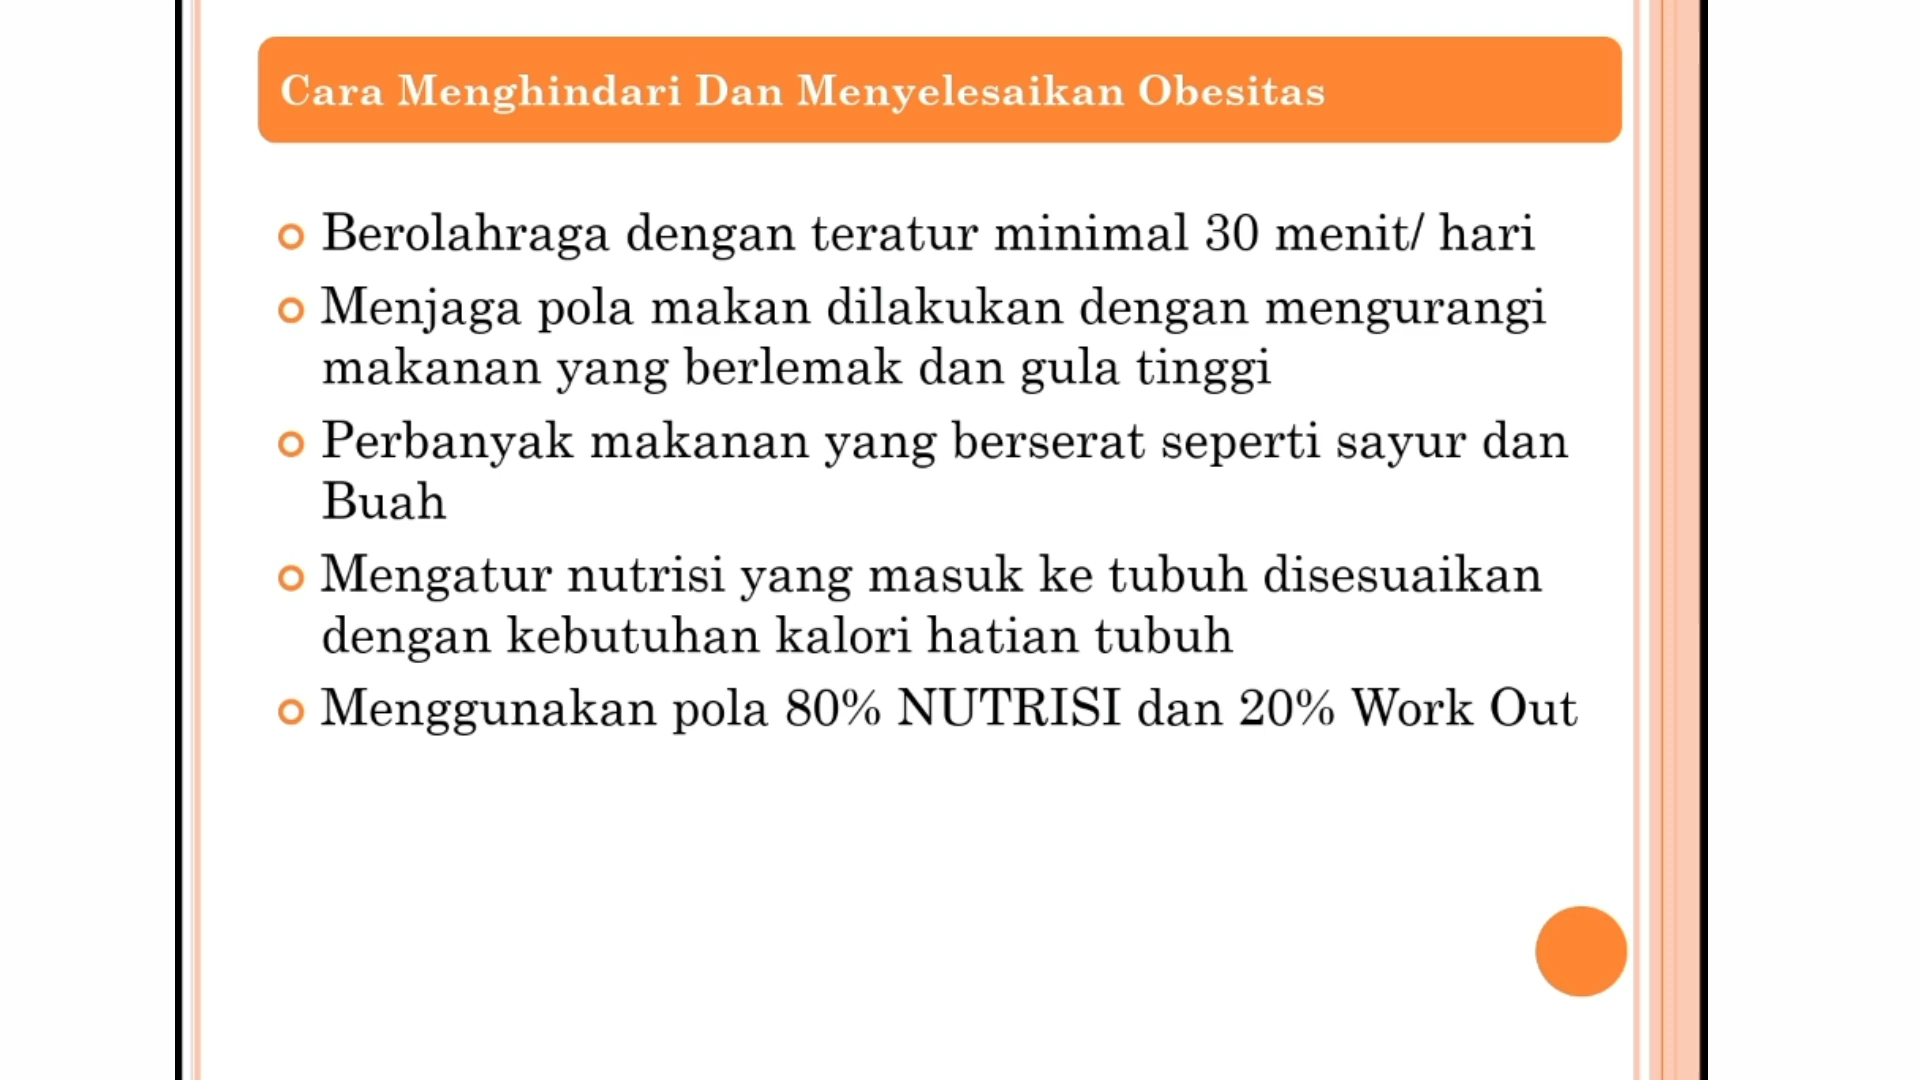 Cara Menghindari Dan Menyelesaikan Obesitas
Berolahraga dengan teratur minimal 30 menit/ hari
Menjaga pola makan dilakukan dengan mengurangi
makanan yang berlemak dan gula tinggi
Perbanyak makanan yang berserat seperti sayur dan
Buah
Mengatur nutrisi yang masuk ke tubuh disesuaikan
dengan kebutuhan kalori hatian tubuh
Menggunakan pola 80% NUTRISI dan 20% Work Out